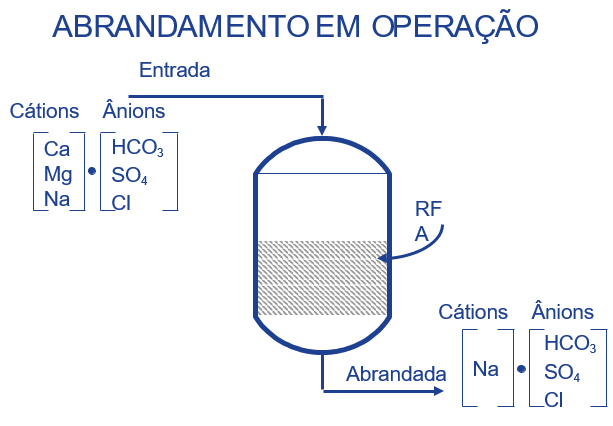 ABRANDAMENTO EM OPERAÇÃO
Entrada
Cátions Ânions
Ca
Mg
Na
HCO3
SO4
Cl
RF
A
Cátions Ânions
Na
HCO3
SO4
Cl
Abrandada